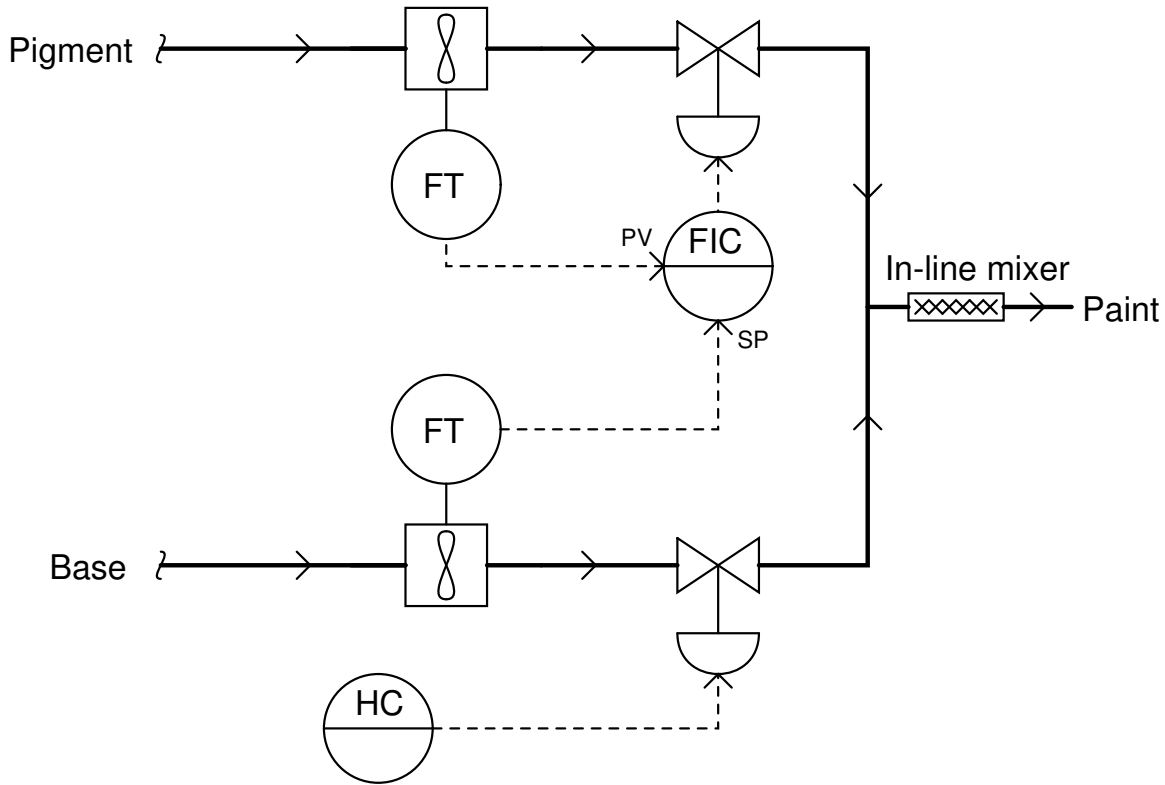 Pigment
FT
PV
FIC
In-line mixer
Paint
SP
FT
Base
HC